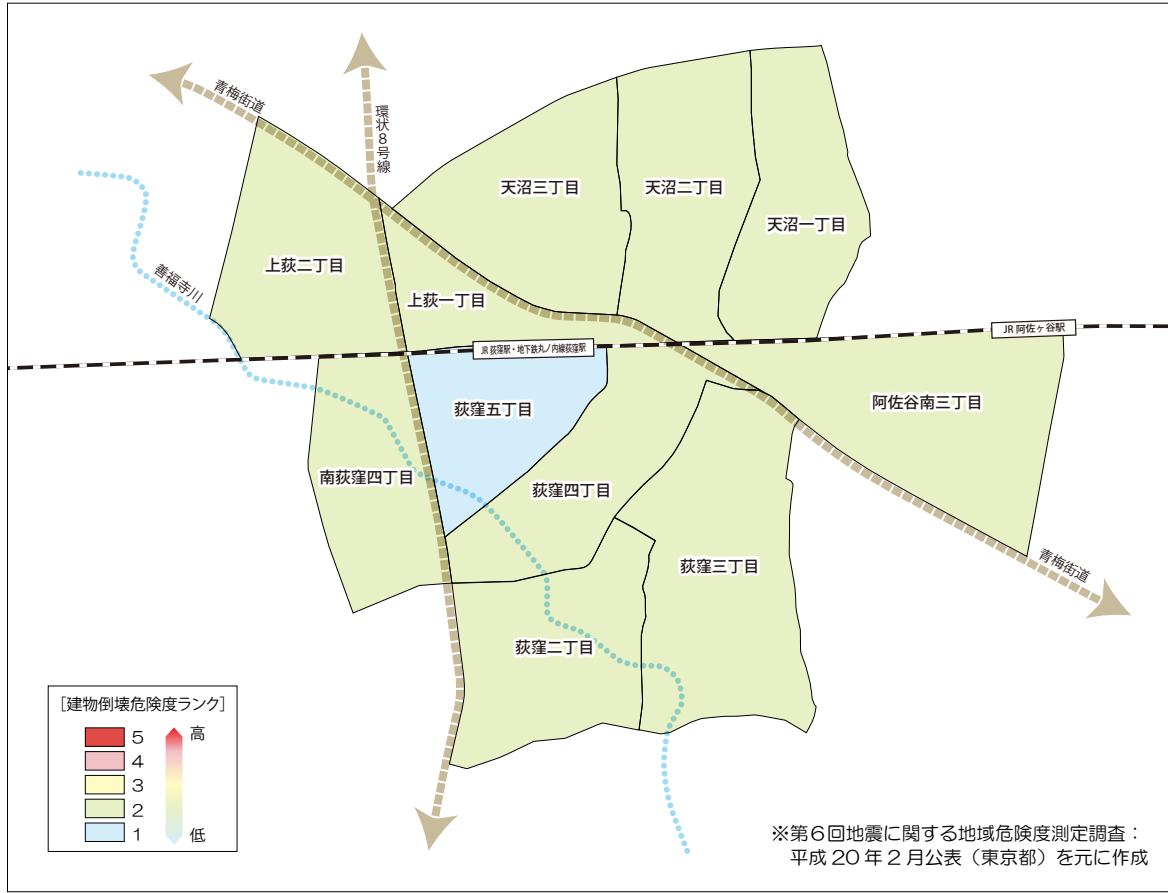 青梅街道
環状8号線
天沼三丁目
天沼二丁目
天沼一丁目
上荻二丁目
善福寺川
上荻一丁目
JR 阿佐ヶ谷駅
JR 荻窪駅・地下鉄丸ノ内線荻窪駅
荻窪五丁目
阿佐谷南三丁目
南荻窪四丁目
荻窪四丁目
荻窪三丁目
青梅街道
荻窪二丁目
［建物倒壊危険度ランク］
5
高
4
3
2
1
低
※第6回地震に関する地域危険度測定調査：
平成20年2月公表（東京都）を元に作成